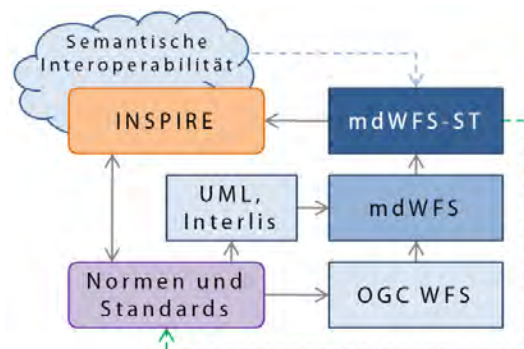 Semantische
Interoperabilität
INSPIRE
mdWFS-ST
UML,
Interlis
mdWFS
Normen und
Standards
OGC WFS